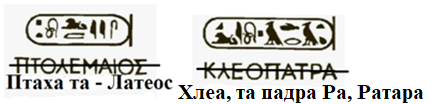 ΠΤΟΛΕΜΑΙΟΣ
Птаха та - Латеос
ΚΛΕΟΠΑΤΡΑ
Хлеа, та падра Ра, Ратара